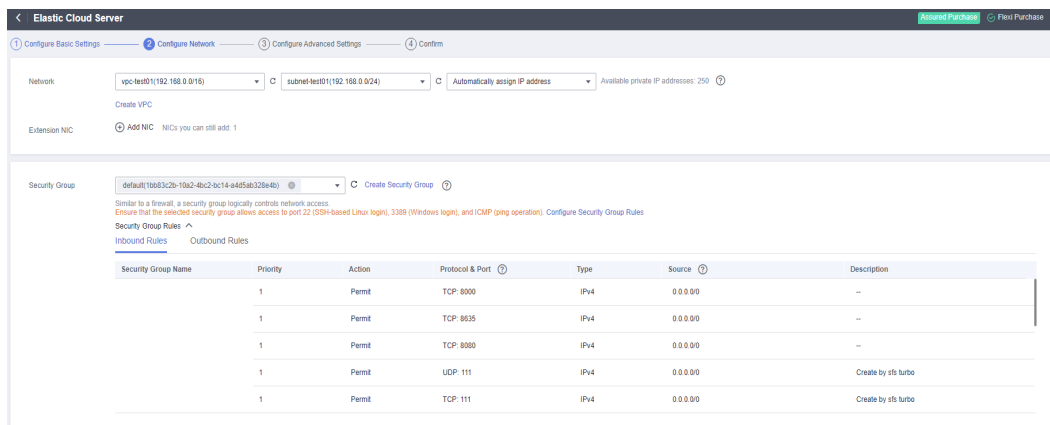 < Elastic Cloud Server Assured Purchase Flexi Purchase
1 Configure Basic Settings 2 Configure Network 3 Configure Advanced Settings 4 Confirm
Network vpc-test01(192.168.0.0/16) C subnet-test01(192.168.0.0/24) C Automatically assign IP address Available private IP addresses: 250 ?
Create VPC
Extension NIC + Add NIC NICs you can still add: 1
Security Group default(1bb83c2b-10a2-4bc2-bc14-a4d5ab328e4b) C Create Security Group ?
Similar to a firewall, a security group logically controls network access.
Ensure that the selected security group allows access to port 22 (SSH-based Linux login), 3389 (Windows login), and ICMP (ping operation). Configure Security Group Rules
Security Group Rules
Inbound Rules Outbound Rules
Security Group Name Priority Action Protocol & Port ? Type Source ? Description
1 Permit TCP: 8000 IPv4 0.0.0.0/0 --
1 Permit TCP: 8635 IPv4 0.0.0.0/0 --
1 Permit TCP: 8080 IPv4 0.0.0.0/0 --
1 Permit UDP: 111 IPv4 0.0.0.0/0 Create by sfs turbo
1 Permit TCP: 111 IPv4 0.0.0.0/0 Create by sfs turbo